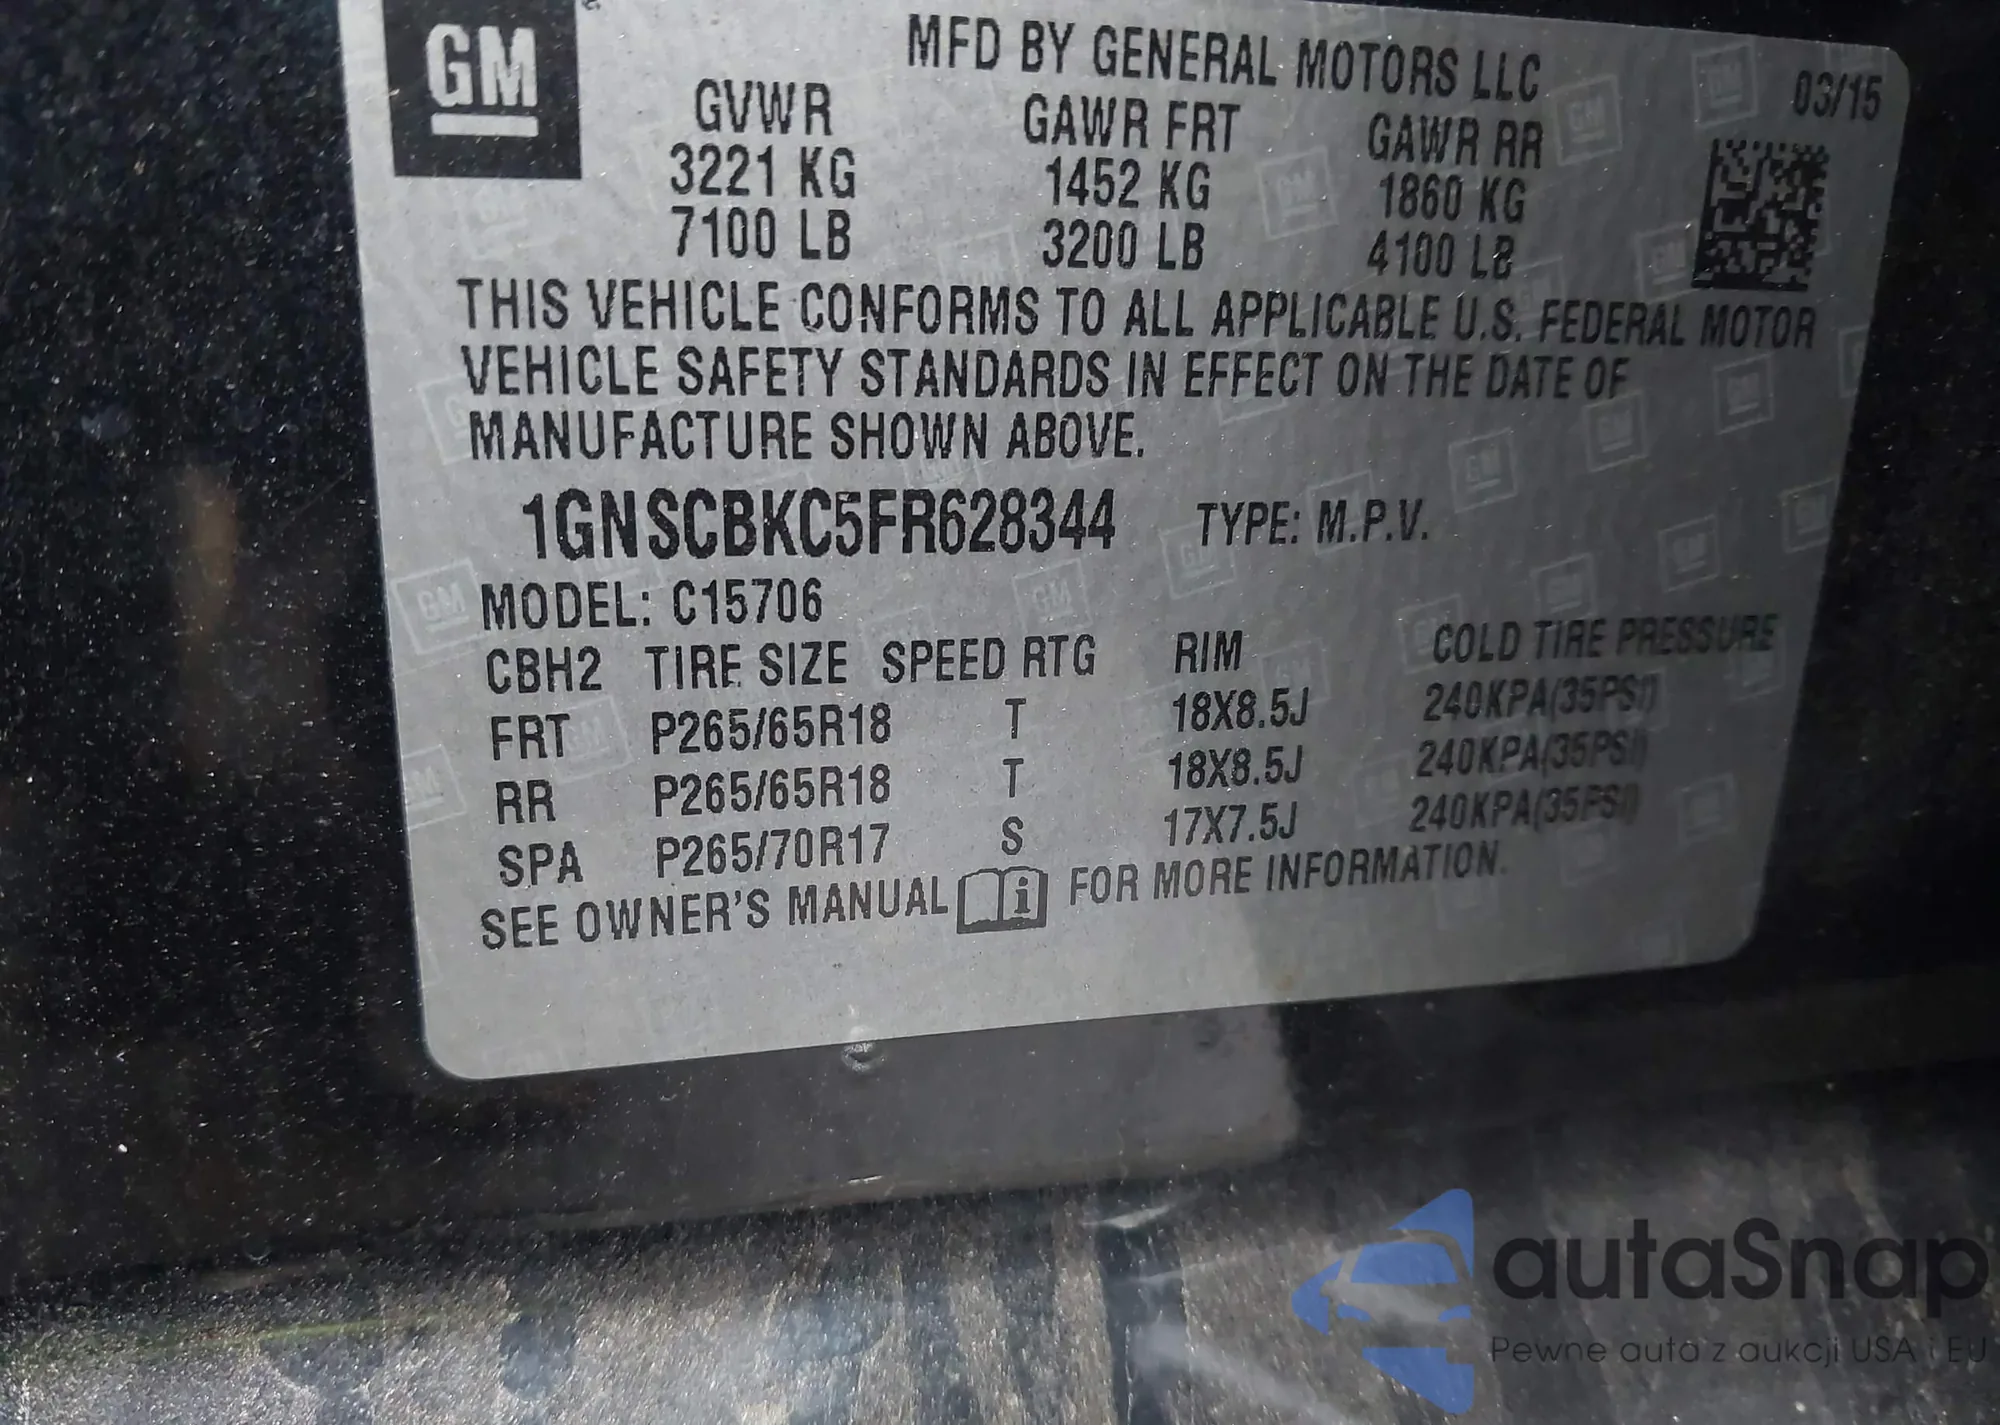 GM
MFD BY GENERAL MOTORS LLC
03/15
GVWR GAWR FRT GAWR RR
3221 KG 1452 KG 1860 KG
7100 LB 3200 LB 4100 LB
THIS VEHICLE CONFORMS TO ALL APPLICABLE U.S. FEDERAL MOTOR
VEHICLE SAFETY STANDARDS IN EFFECT ON THE DATE OF
MANUFACTURE SHOWN ABOVE.
1GNSCBKC5FR628344 TYPE: M.P.V.
MODEL: C15706
CBH2 TIRE SIZE SPEED RTG RIM COLD TIRE PRESSURE
FRT P265/65R18 T 18X8.5J 240KPA(35PSI)
RR P265/65R18 T 18X8.5J 240KPA(35PSI)
SPA P265/70R17 S 17X7.5J 240KPA(35PSI)
SEE OWNER'S MANUAL i FOR MORE INFORMATION.
autaSnap
Pewne auta z aukcji USA i EU